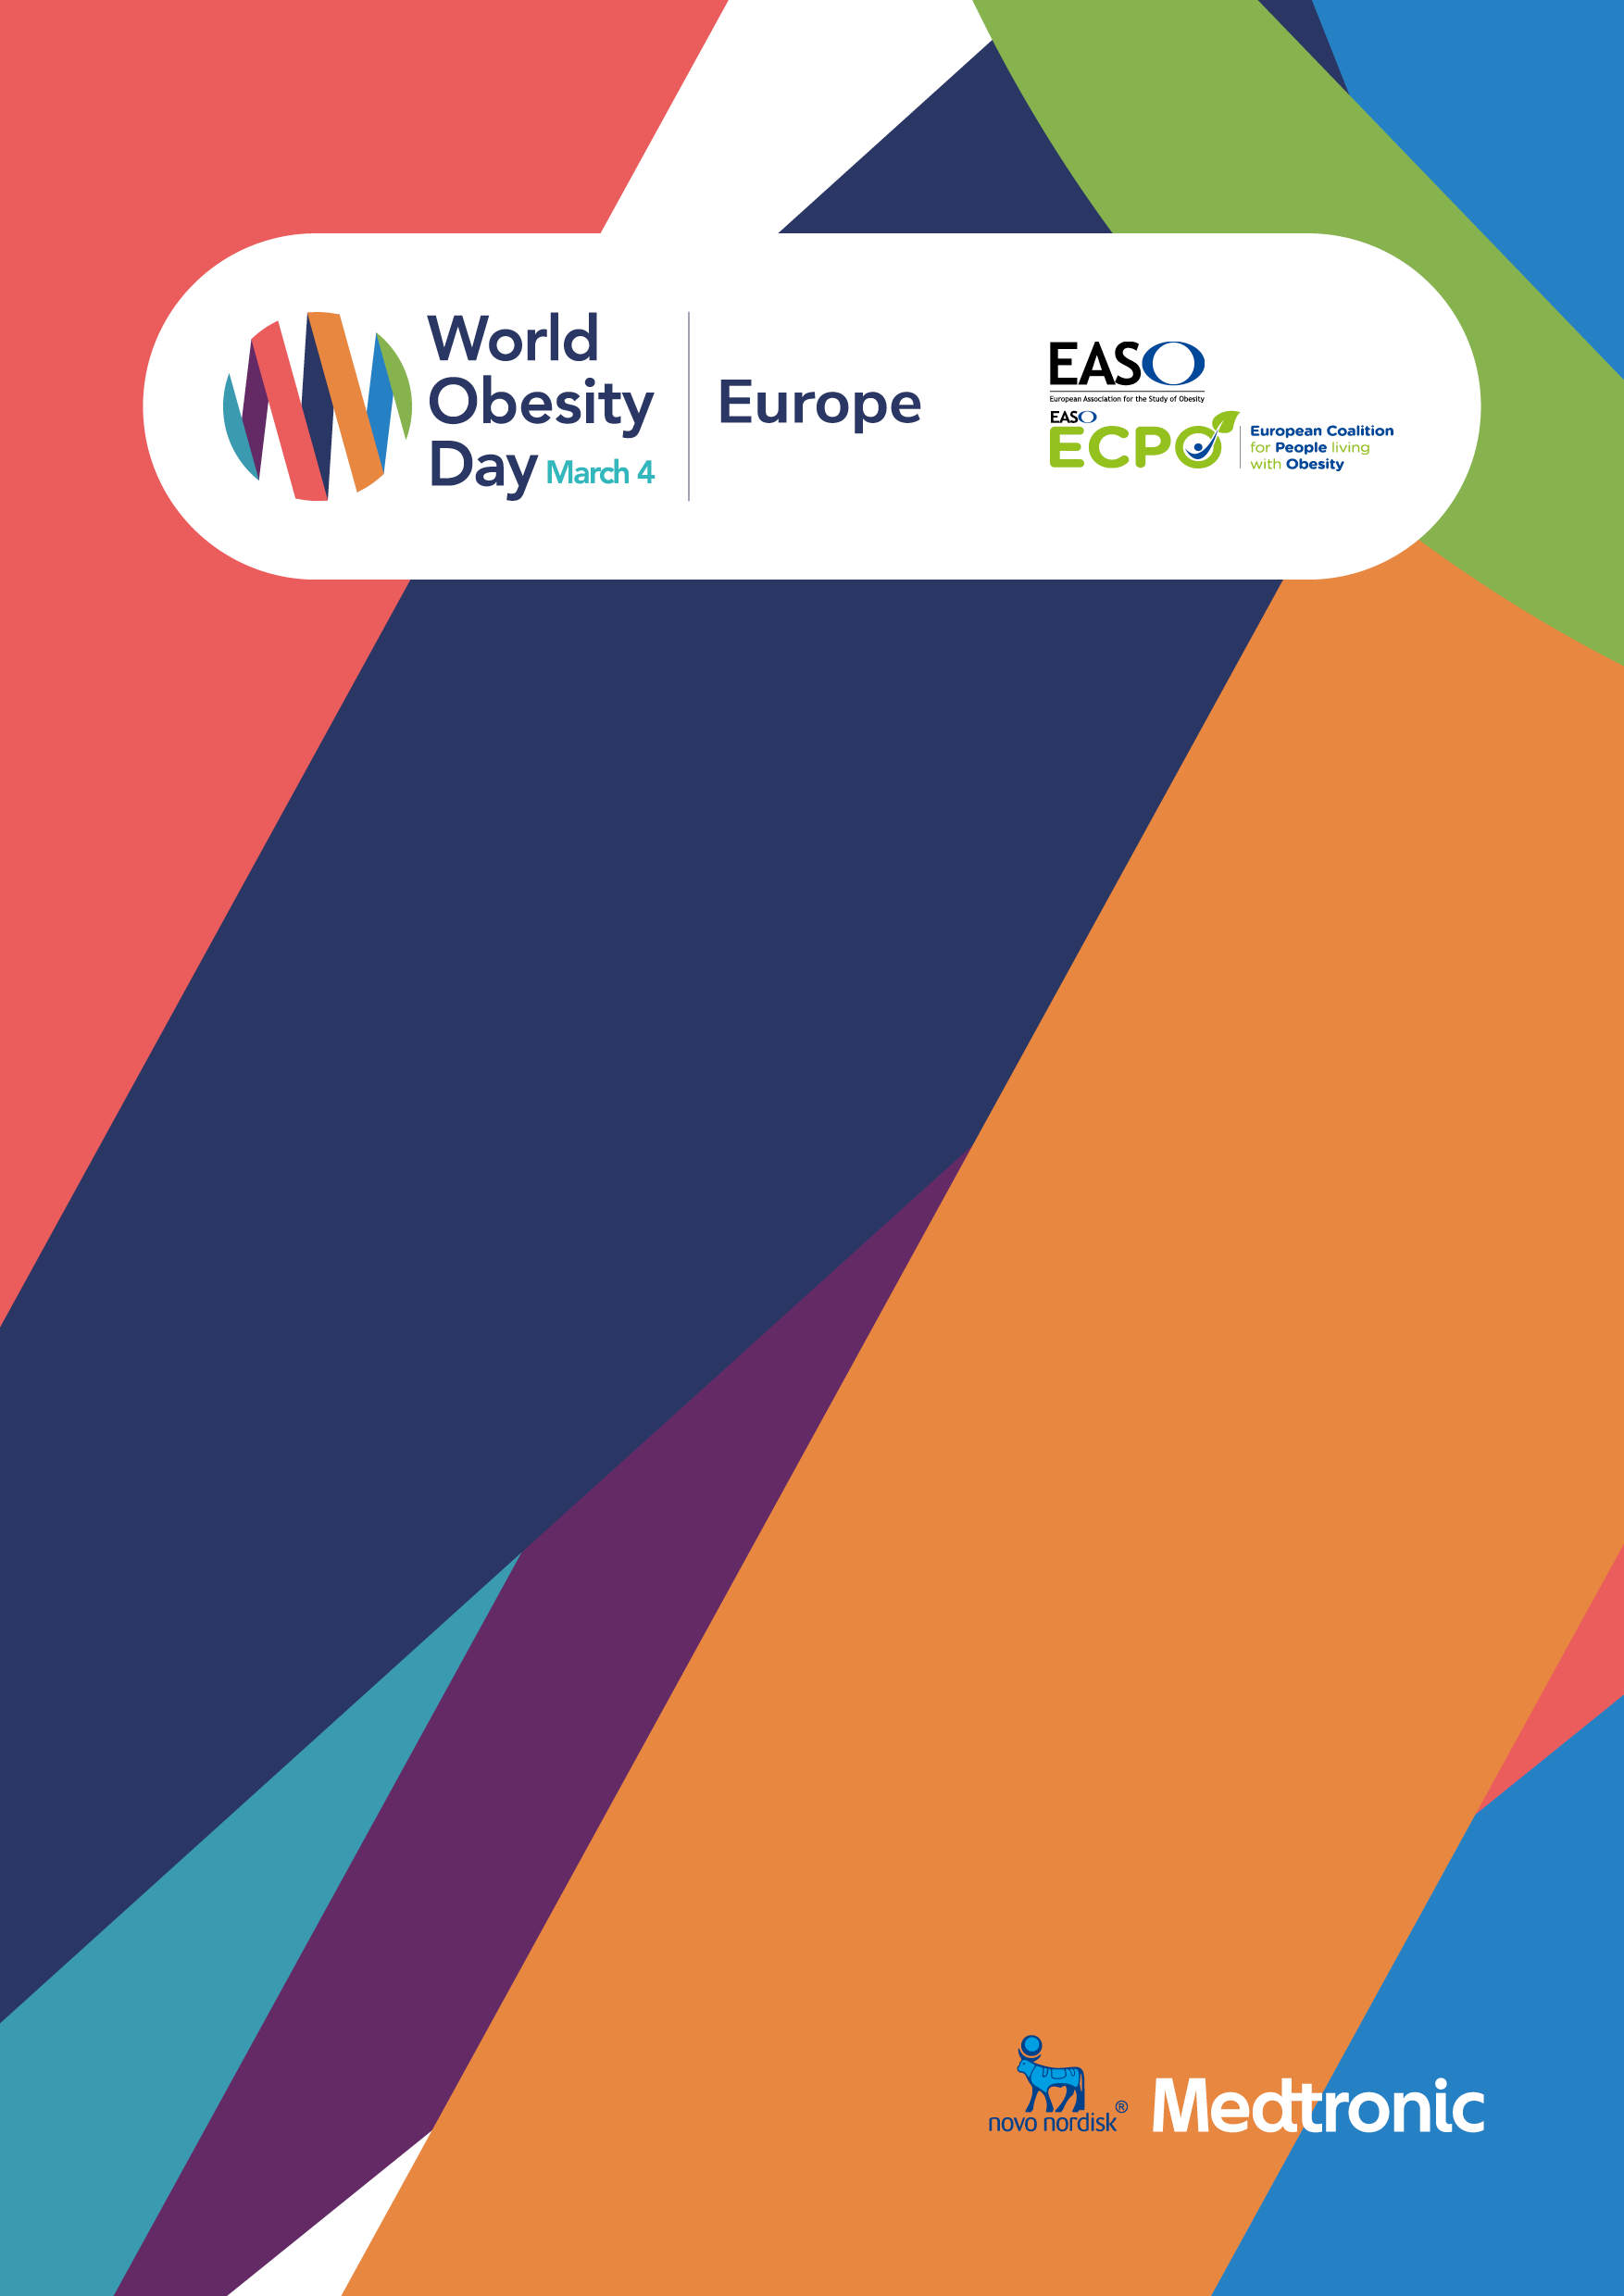 World
Obesity
Day March 4
Europe
EASO
European Association for the Study of Obesity
EASO
ECPO
European Coalition
for People living
with Obesity
novo nordisk®
Medtronic